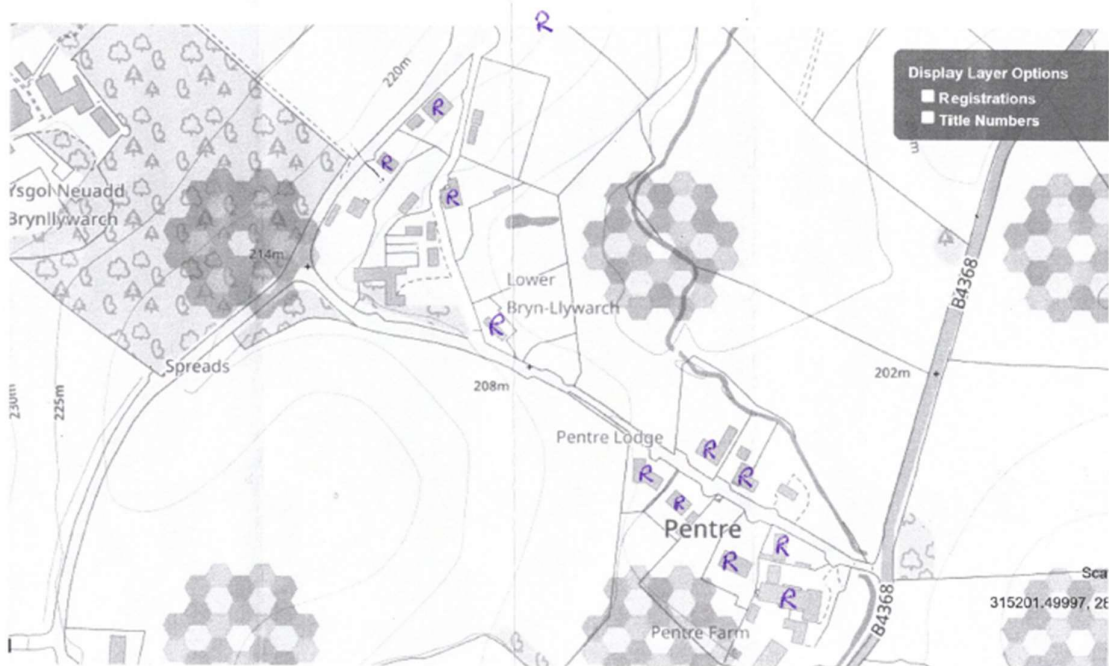 R
220m
Display Layer Options
Registrations
Title Numbers
R
R
R
Ysgol Neuadd
Brynllywarch
214m
Lower
Bryn-Llywarch
B4368
R
Spreads
208m
202m
230m
225m
Pentre Lodge
R
R
R
R
Pentre
R
R
R
Pentre Farm
B4368
Sca
315201.49997, 28